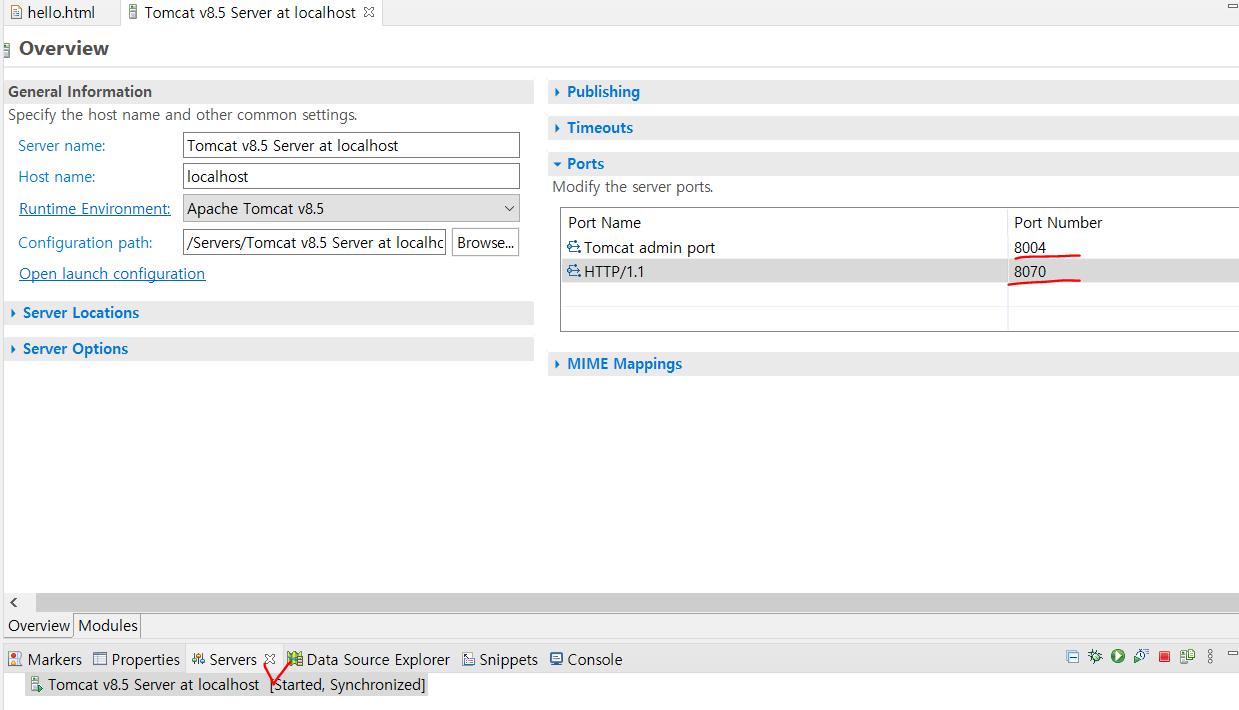 hello.html
Tomcat v8.5 Server at localhost
Overview
General Information
Specify the host name and other common settings.
Server name:
Tomcat v8.5 Server at localhost
Host name:
localhost
Runtime Environment:
Apache Tomcat v8.5
Configuration path:
/Servers/Tomcat v8.5 Server at localhc
Browse...
Open launch configuration
Server Locations
Server Options
Publishing
Timeouts
Ports
Modify the server ports.
Port Name Port Number
Tomcat admin port 8004
HTTP/1.1 8070
MIME Mappings
Overview Modules
Markers Properties Servers Data Source Explorer Snippets Console
Tomcat v8.5 Server at localhost [Started, Synchronized]